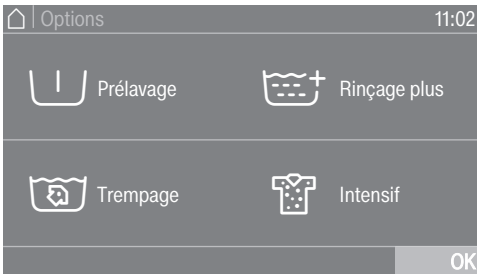 Options 11:02
Prélavage Rinçage plus
Trempage Intensif
OK